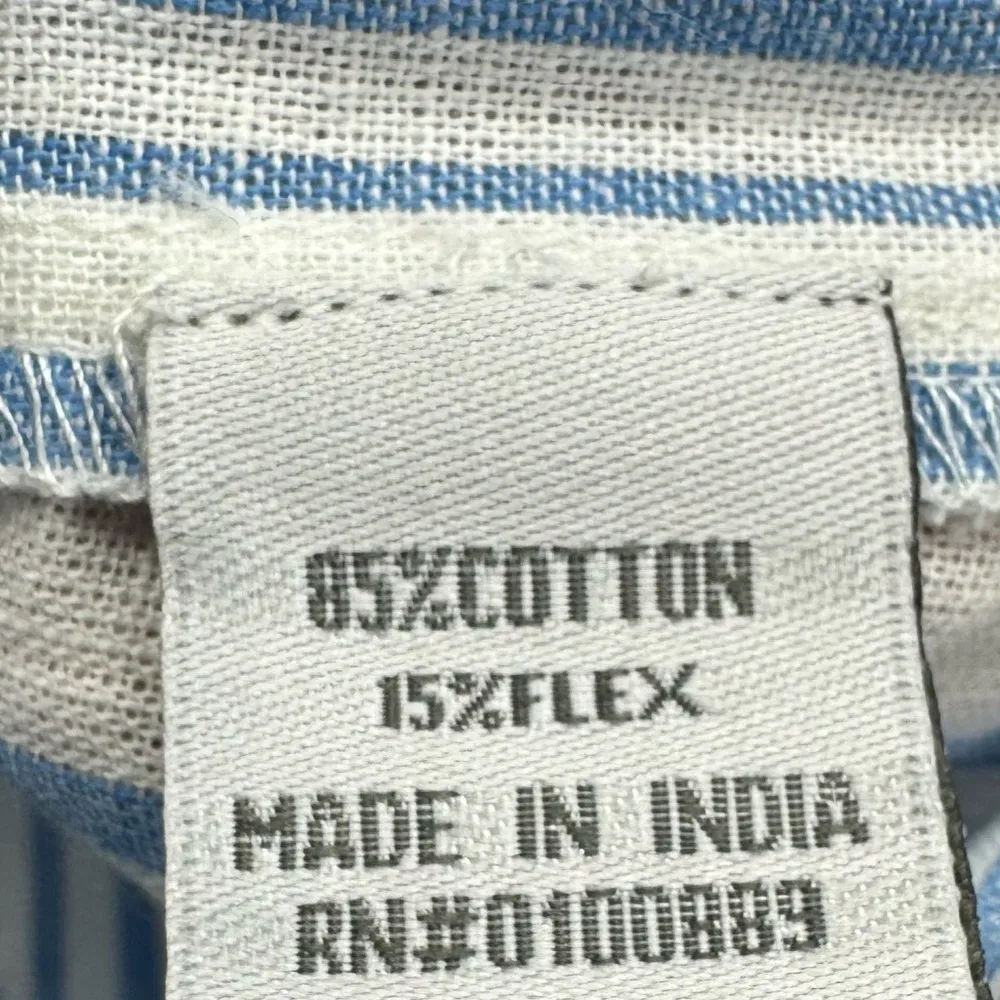 85%COTTON
15%FLEX
MADE IN INDIA
RN#0100889